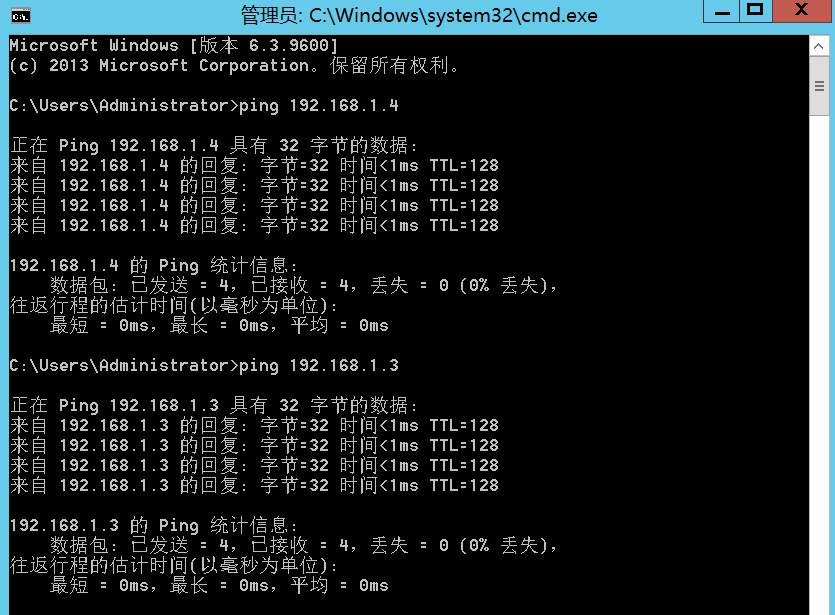 管理员: C:\Windows\system32\cmd.exe
Microsoft Windows [版本 6.3.9600]
(c) 2013 Microsoft Corporation。保留所有权利。
C:\Users\Administrator>ping 192.168.1.4
正在 Ping 192.168.1.4 具有 32 字节的数据:
来自 192.168.1.4 的回复: 字节=32 时间<1ms TTL=128
来自 192.168.1.4 的回复: 字节=32 时间<1ms TTL=128
来自 192.168.1.4 的回复: 字节=32 时间<1ms TTL=128
来自 192.168.1.4 的回复: 字节=32 时间<1ms TTL=128
192.168.1.4 的 Ping 统计信息:
数据包: 已发送 = 4，已接收 = 4，丢失 = 0 (0% 丢失)，
往返行程的估计时间(以毫秒为单位):
最短 = 0ms，最长 = 0ms，平均 = 0ms
C:\Users\Administrator>ping 192.168.1.3
正在 Ping 192.168.1.3 具有 32 字节的数据:
来自 192.168.1.3 的回复: 字节=32 时间<1ms TTL=128
来自 192.168.1.3 的回复: 字节=32 时间<1ms TTL=128
来自 192.168.1.3 的回复: 字节=32 时间<1ms TTL=128
来自 192.168.1.3 的回复: 字节=32 时间<1ms TTL=128
192.168.1.3 的 Ping 统计信息:
数据包: 已发送 = 4，已接收 = 4，丢失 = 0 (0% 丢失)，
往返行程的估计时间(以毫秒为单位):
最短 = 0ms，最长 = 0ms，平均 = 0ms